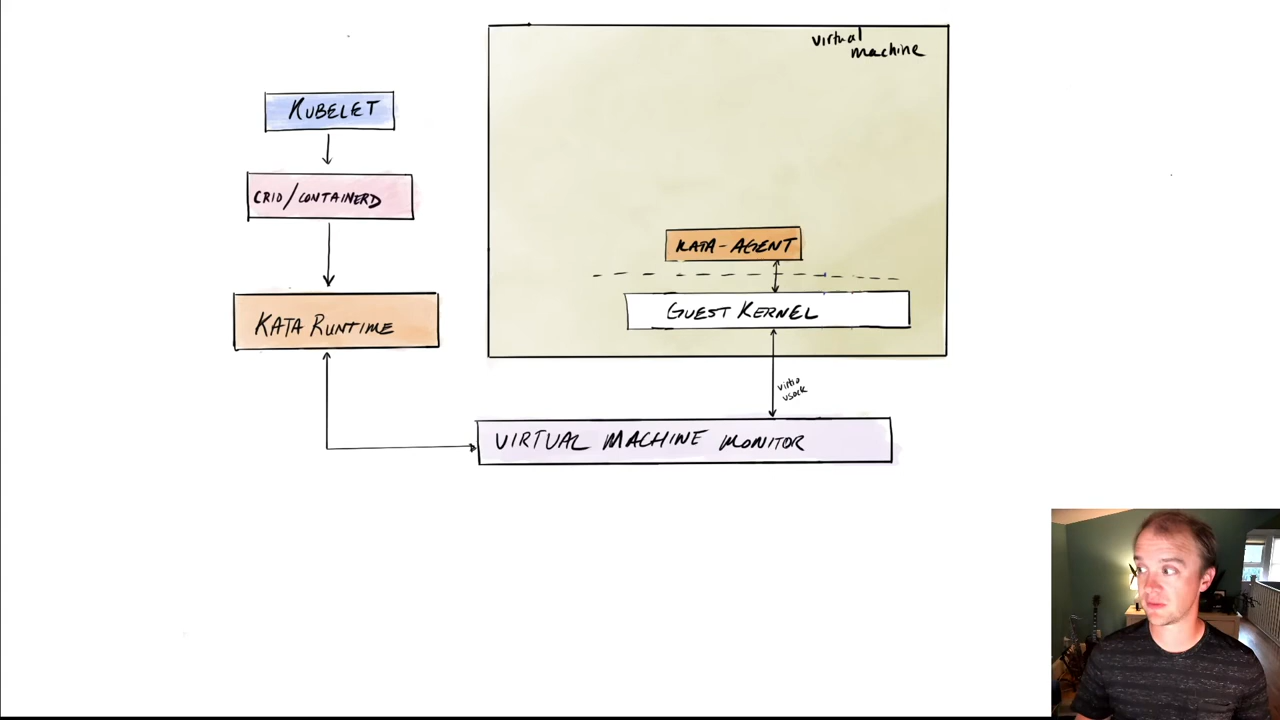 virtual
machine
KUBELET
CRIO/CONTAINERD
KATA-AGENT
GUEST KERNEL
KATA RUNTIME
virtio
vsock
VIRTUAL MACHINE MONITOR